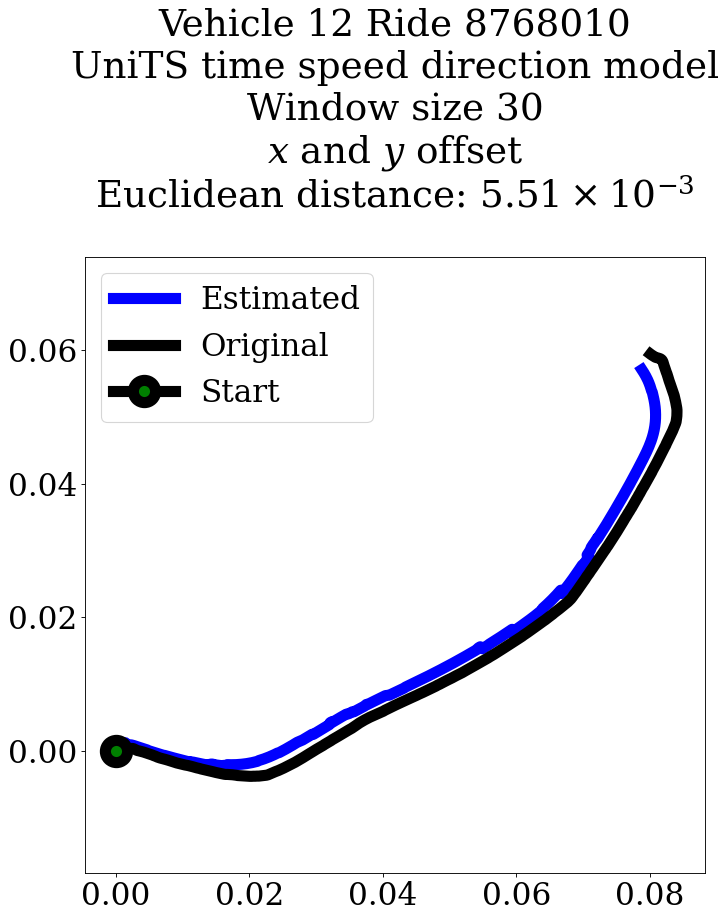 Vehicle 12 Ride 8768010
UniTS time speed direction model
Window size 30
x and y offset
Euclidean distance: 5.51 × 10⁻³
Estimated
Original
Start
0.06
0.04
0.02
0.00
0.00 0.02 0.04 0.06 0.08